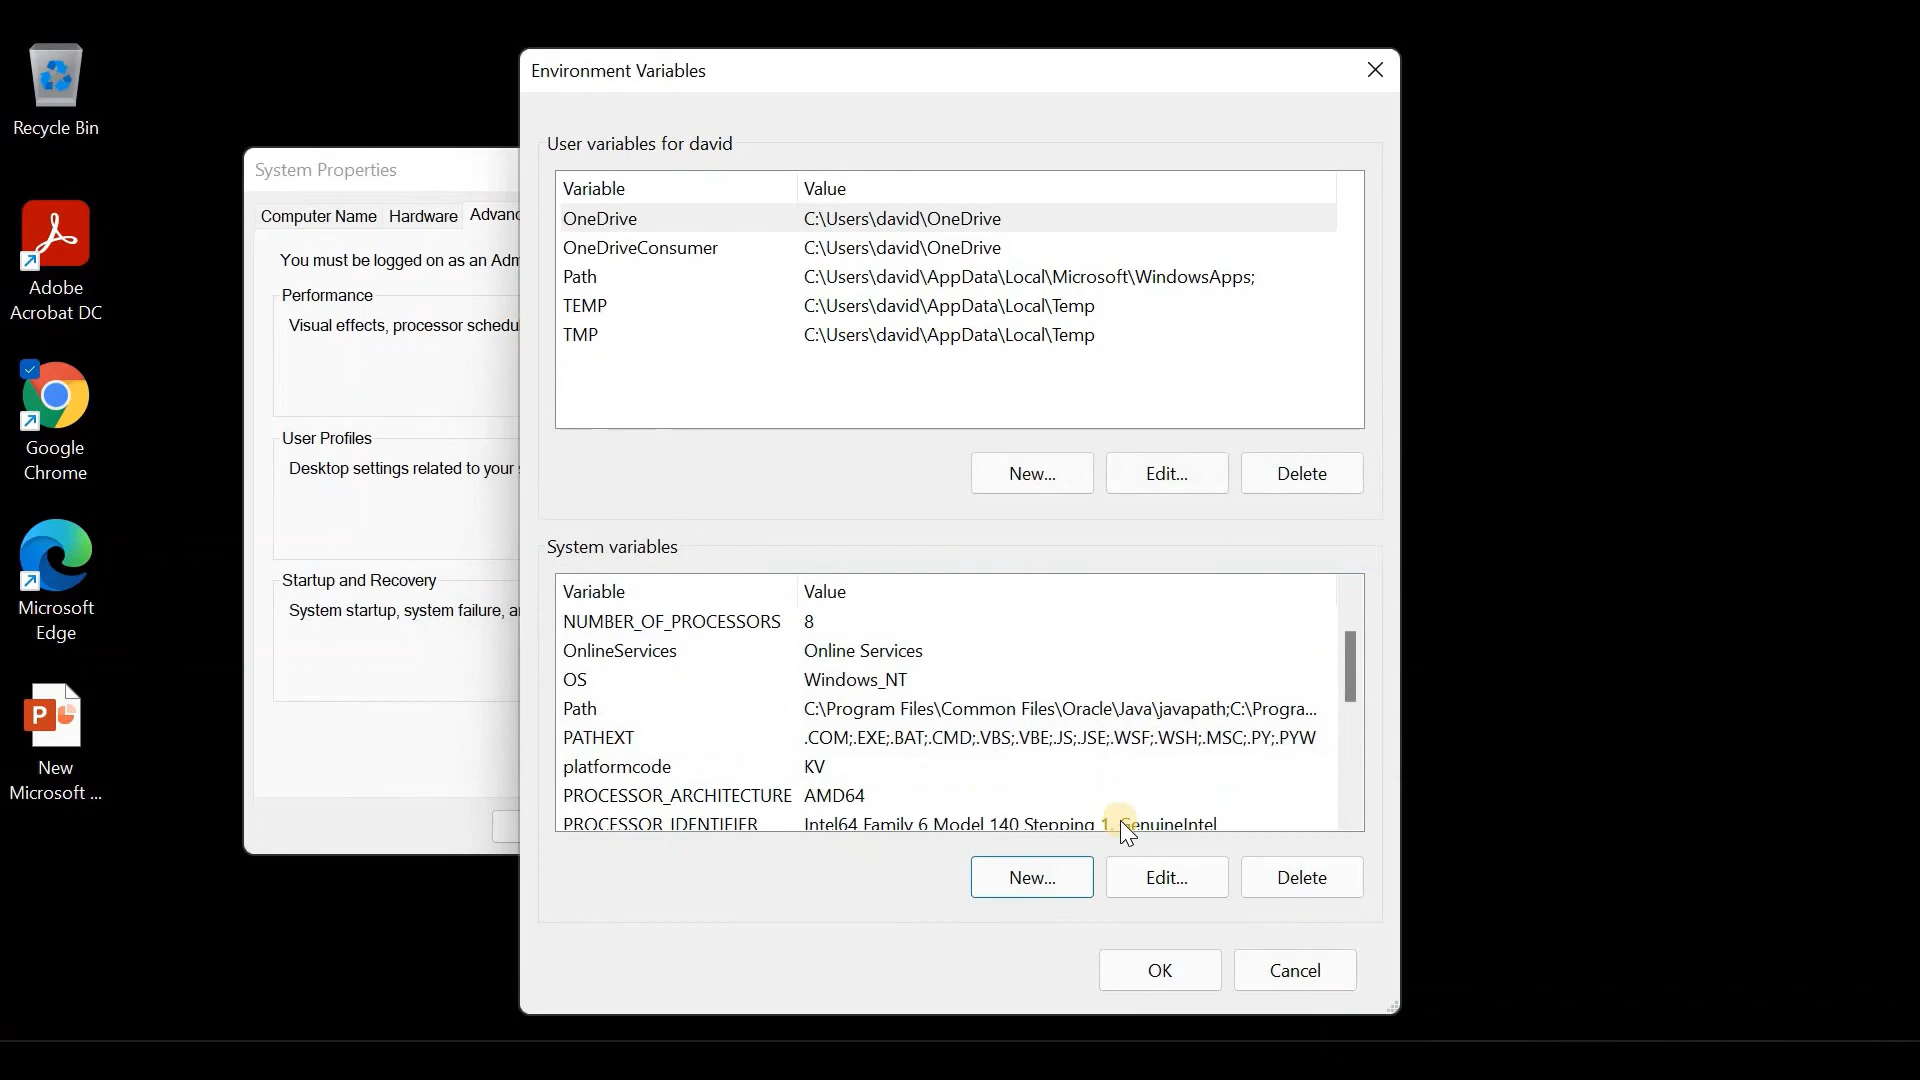 Recycle Bin
Adobe
Acrobat DC
Google
Chrome
Microsoft
Edge
New
Microsoft ...
System Properties
Computer Name
Hardware
Advanc
You must be logged on as an Adm
Performance
Visual effects, processor schedul
User Profiles
Desktop settings related to your s
Startup and Recovery
System startup, system failure, a
Environment Variables
User variables for david
Variable Value
OneDrive C:\Users\david\OneDrive
OneDriveConsumer C:\Users\david\OneDrive
Path C:\Users\david\AppData\Local\Microsoft\WindowsApps;
TEMP C:\Users\david\AppData\Local\Temp
TMP C:\Users\david\AppData\Local\Temp
New... Edit... Delete
System variables
Variable Value
NUMBER_OF_PROCESSORS 8
OnlineServices Online Services
OS Windows_NT
Path C:\Program Files\Common Files\Oracle\Java\javapath;C:\Progra...
PATHEXT .COM;.EXE;.BAT;.CMD;.VBS;.VBE;.JS;.JSE;.WSF;.WSH;.MSC;.PY;.PYW
platformcode KV
PROCESSOR_ARCHITECTURE AMD64
PROCESSOR_IDENTIFIER Intel64 Family 6 Model 140 Stepping 1, GenuineIntel
New... Edit... Delete
OK Cancel